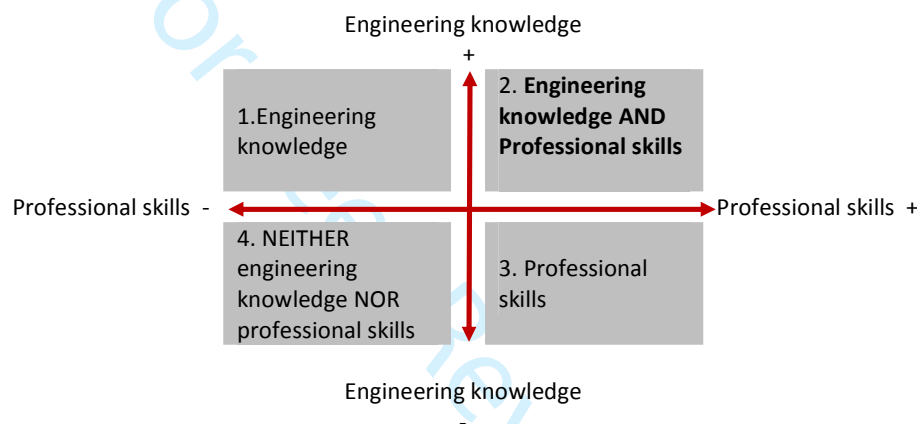 Engineering knowledge
+
1.Engineering
knowledge
2. Engineering
knowledge AND
Professional skills
Professional skills -
Professional skills +
4. NEITHER
engineering
knowledge NOR
professional skills
3. Professional
skills
Engineering knowledge
-